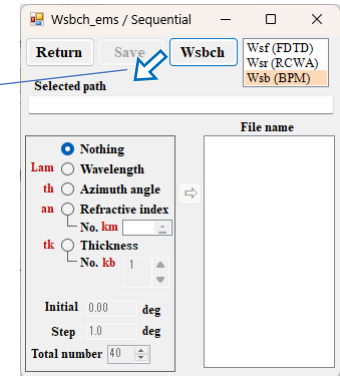 Wsbch_ems / Sequential
Return Save Wsbch
Wsf (FDTD)
Wsr (RCWA)
Wsb (BPM)
Selected path
File name
Nothing
Lam Wavelength
th Azimuth angle
an Refractive index
No. km
tk Thickness
No. kb 1
Initial 0.00 deg
Step 1.0 deg
Total number 40